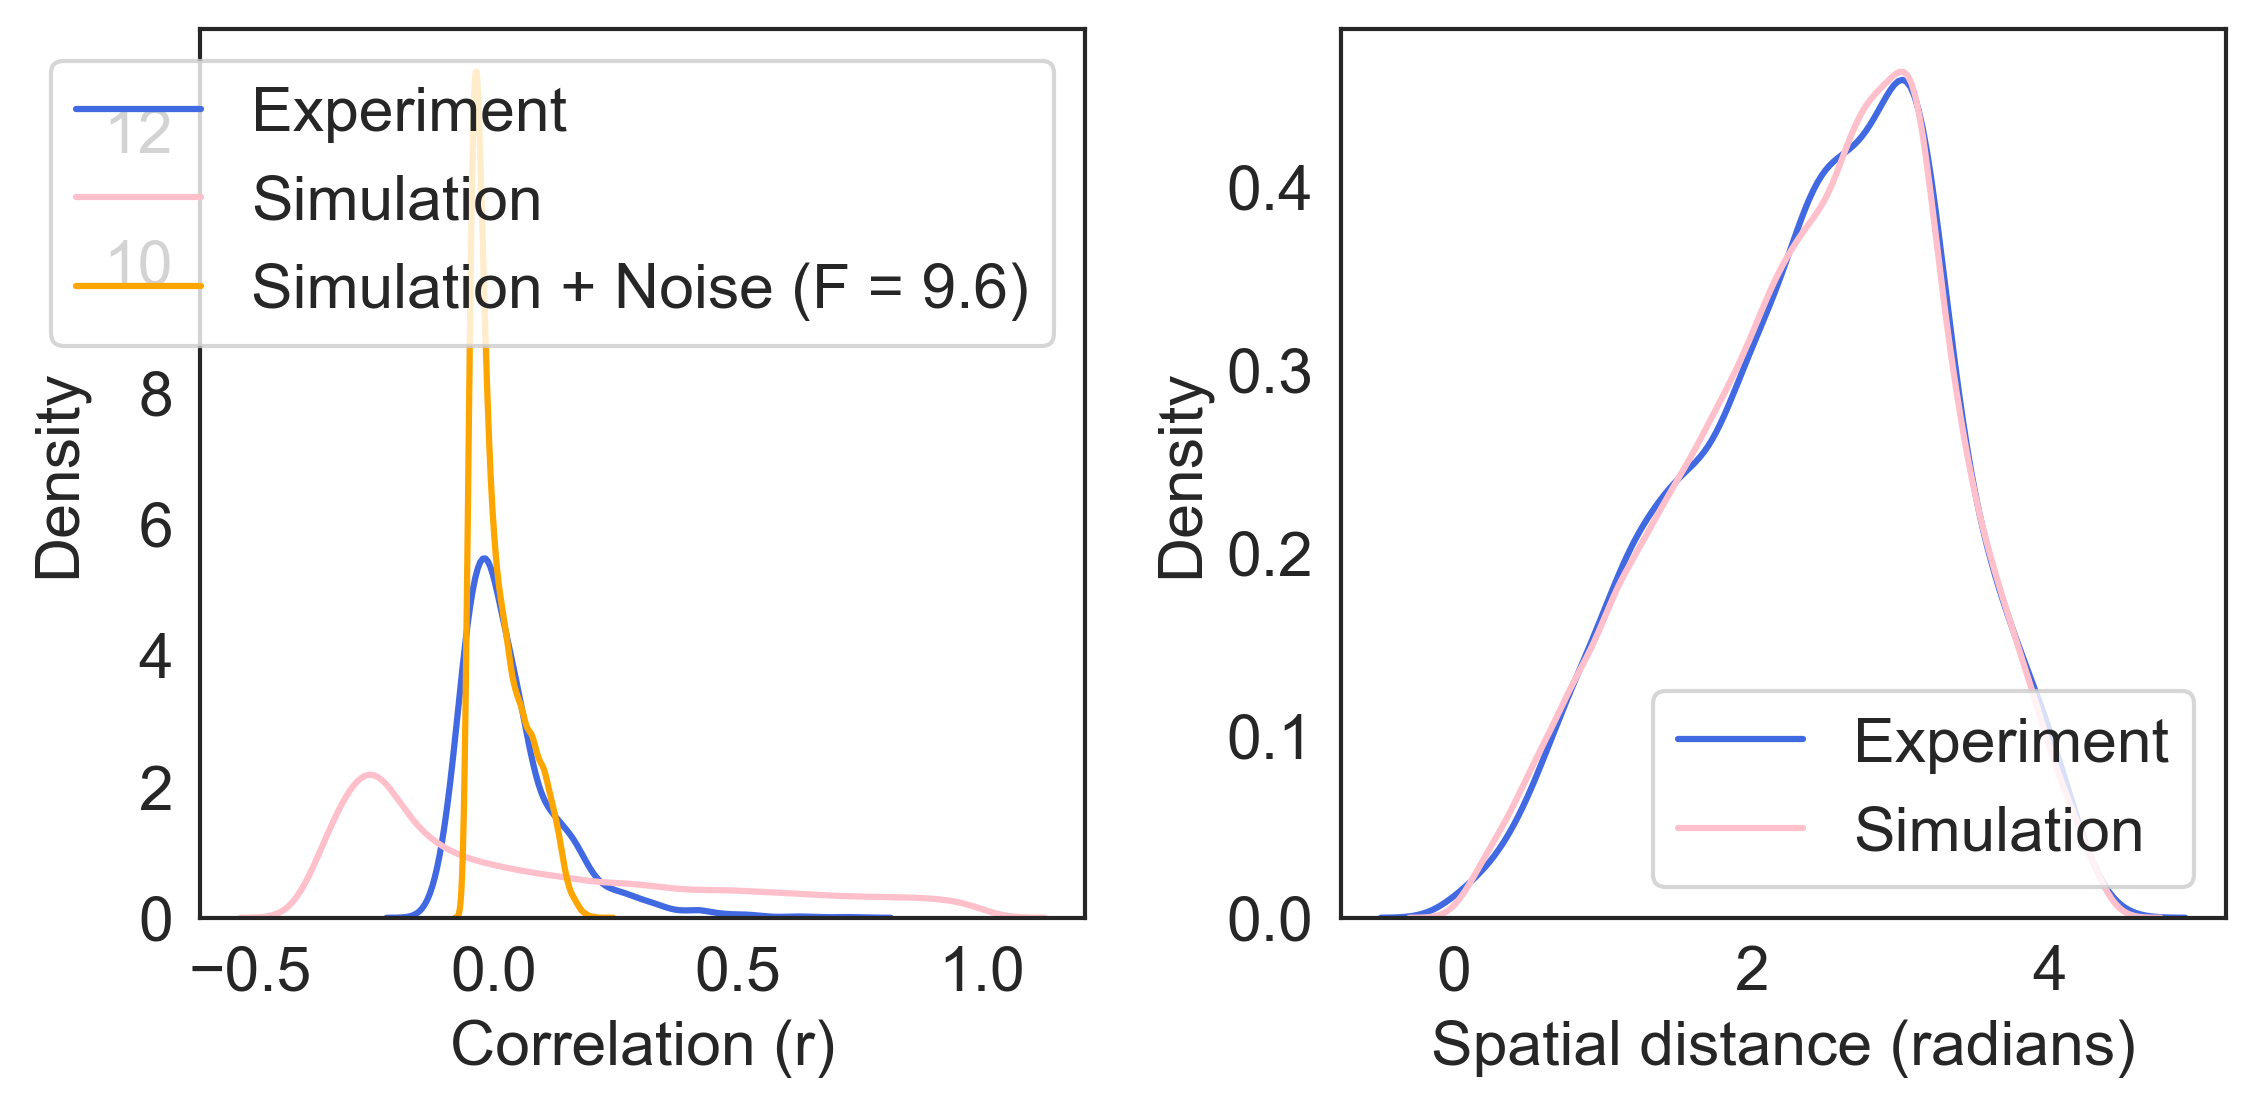 Experiment
Simulation
Simulation + Noise (F = 9.6)
12
10
8
6
4
2
0
Density
−0.5 0.0 0.5 1.0
Correlation (r)
0.4
0.3
0.2
0.1
0.0
Density
Experiment
Simulation
0 2 4
Spatial distance (radians)